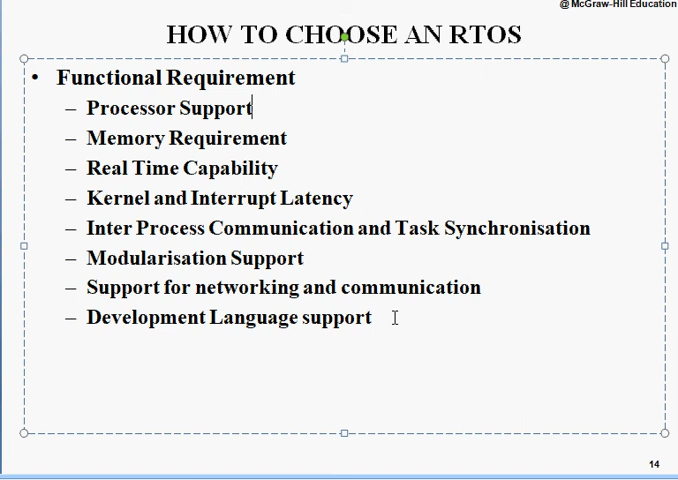 @ McGraw-Hill Education
HOW TO CHOOSE AN RTOS
• Functional Requirement
– Processor Support
– Memory Requirement
– Real Time Capability
– Kernel and Interrupt Latency
– Inter Process Communication and Task Synchronisation
– Modularisation Support
– Support for networking and communication
– Development Language support
14